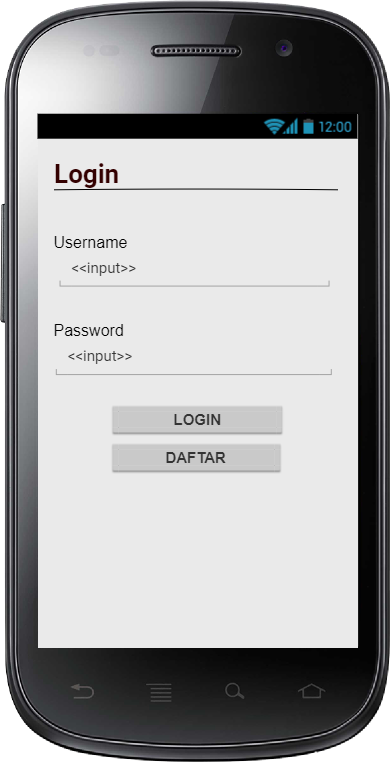 12:00
Login
Username
<<input>>
Password
<<input>>
LOGIN
DAFTAR